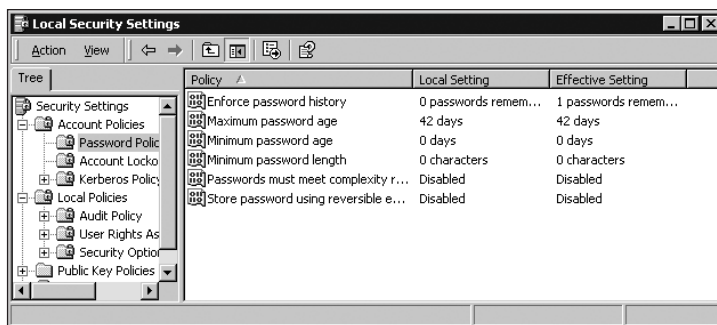 Local Security Settings
Action View
Tree
Policy Local Setting Effective Setting
Security Settings
Account Policies
Password Polic
Account Locko
Kerberos Policy
Local Policies
Audit Policy
User Rights As
Security Option
Public Key Policies
Enforce password history 0 passwords remem... 1 passwords remem...
Maximum password age 42 days 42 days
Minimum password age 0 days 0 days
Minimum password length 0 characters 0 characters
Passwords must meet complexity r... Disabled Disabled
Store password using reversible e... Disabled Disabled